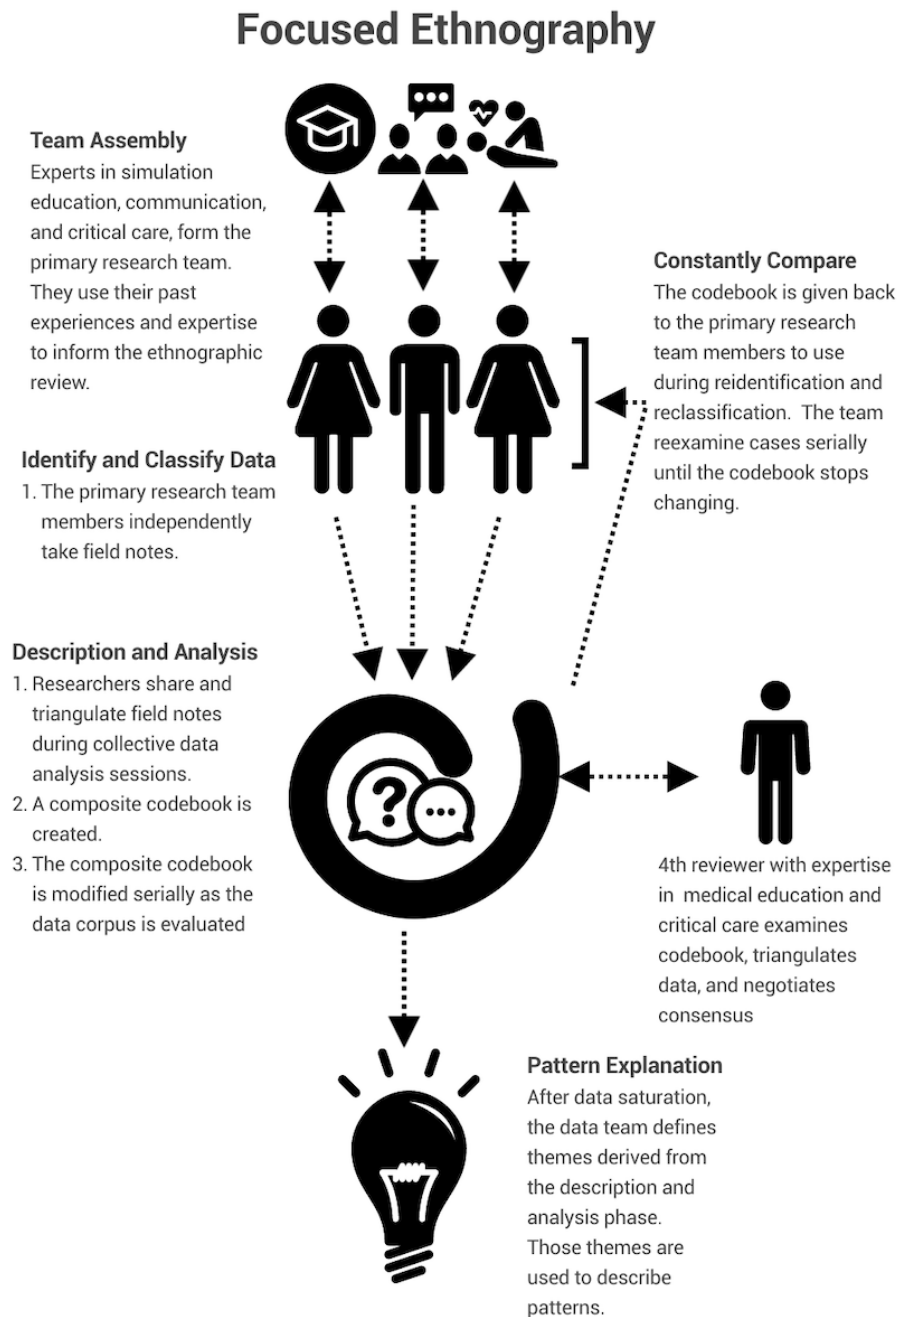 Focused Ethnography
Team Assembly
Experts in simulation
education, communication,
and critical care, form the
primary research team.
They use their past
experiences and expertise
to inform the ethnographic
review.
Identify and Classify Data
1. The primary research team
members independently
take field notes.
Constantly Compare
The codebook is given back
to the primary research
team members to use
during reidentification and
reclassification. The team
reexamine cases serially
until the codebook stops
changing.
Description and Analysis
1. Researchers share and
triangulate field notes
during collective data
analysis sessions.
2. A composite codebook is
created.
3. The composite codebook
is modified serially as the
data corpus is evaluated
?
4th reviewer with expertise
in medical education and
critical care examines
codebook, triangulates
data, and negotiates
consensus
Pattern Explanation
After data saturation,
the data team defines
themes derived from
the description and
analysis phase.
Those themes are
used to describe
patterns.